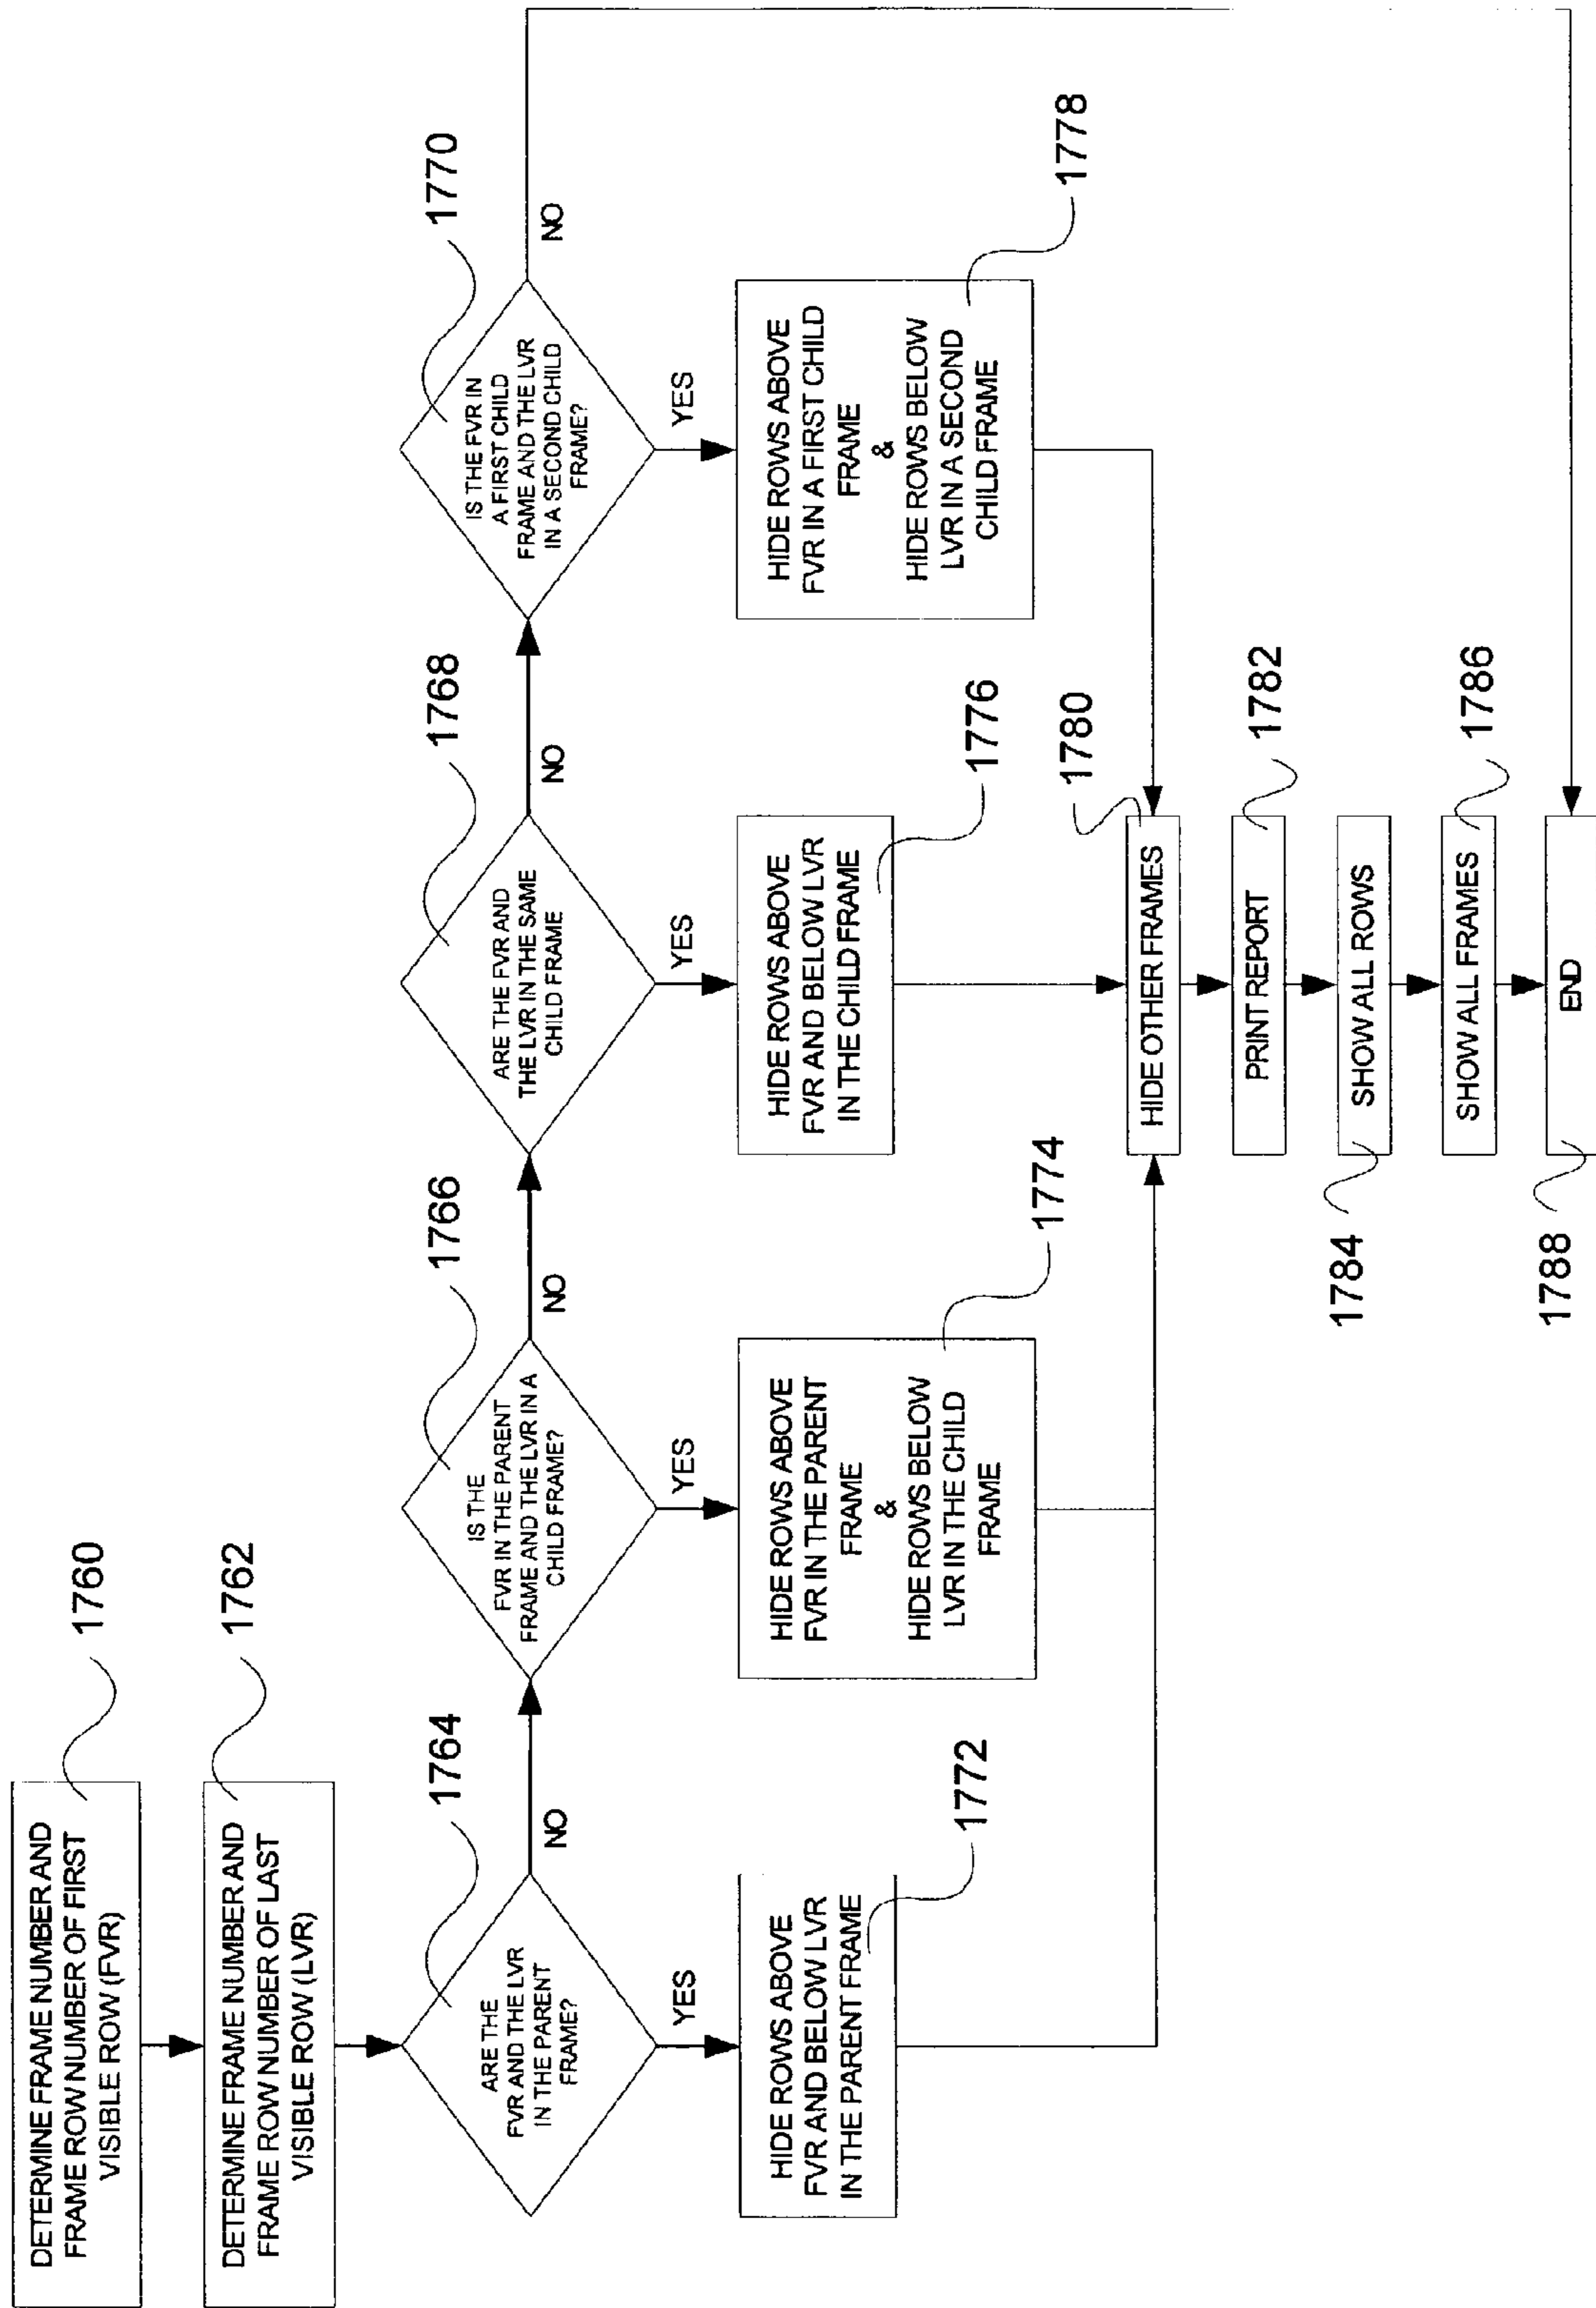 DETERMINE FRAME NUMBER AND
FRAME ROW NUMBER OF FIRST
VISIBLE ROW (FVR)
1760
DETERMINE FRAME NUMBER AND
FRAME ROW NUMBER OF LAST
VISIBLE ROW (LVR)
1762
ARE THE
FVR AND THE LVR
IN THE PARENT
FRAME?
1764
NO
YES
IS THE
FVR IN THE PARENT
FRAME AND THE LVR IN A
CHILD FRAME?
1766
NO
YES
ARE THE FVR AND
THE LVR IN THE SAME
CHILD FRAME
1768
NO
YES
IS THE FVR IN
A FIRST CHILD
FRAME AND THE LVR
IN A SECOND CHILD
FRAME?
1770
NO
YES
HIDE ROWS ABOVE
FVR AND BELOW LVR
IN THE PARENT FRAME
1772
HIDE ROWS ABOVE
FVR IN THE PARENT
FRAME
&
HIDE ROWS BELOW
LVR IN THE CHILD
FRAME
1774
HIDE ROWS ABOVE
FVR AND BELOW LVR
IN THE CHILD FRAME
1776
HIDE ROWS ABOVE
FVR IN A FIRST CHILD
FRAME
&
HIDE ROWS BELOW
LVR IN A SECOND
CHILD FRAME
1778
HIDE OTHER FRAMES
1780
PRINT REPORT
1782
SHOW ALL ROWS
1784
SHOW ALL FRAMES
1786
END
1788